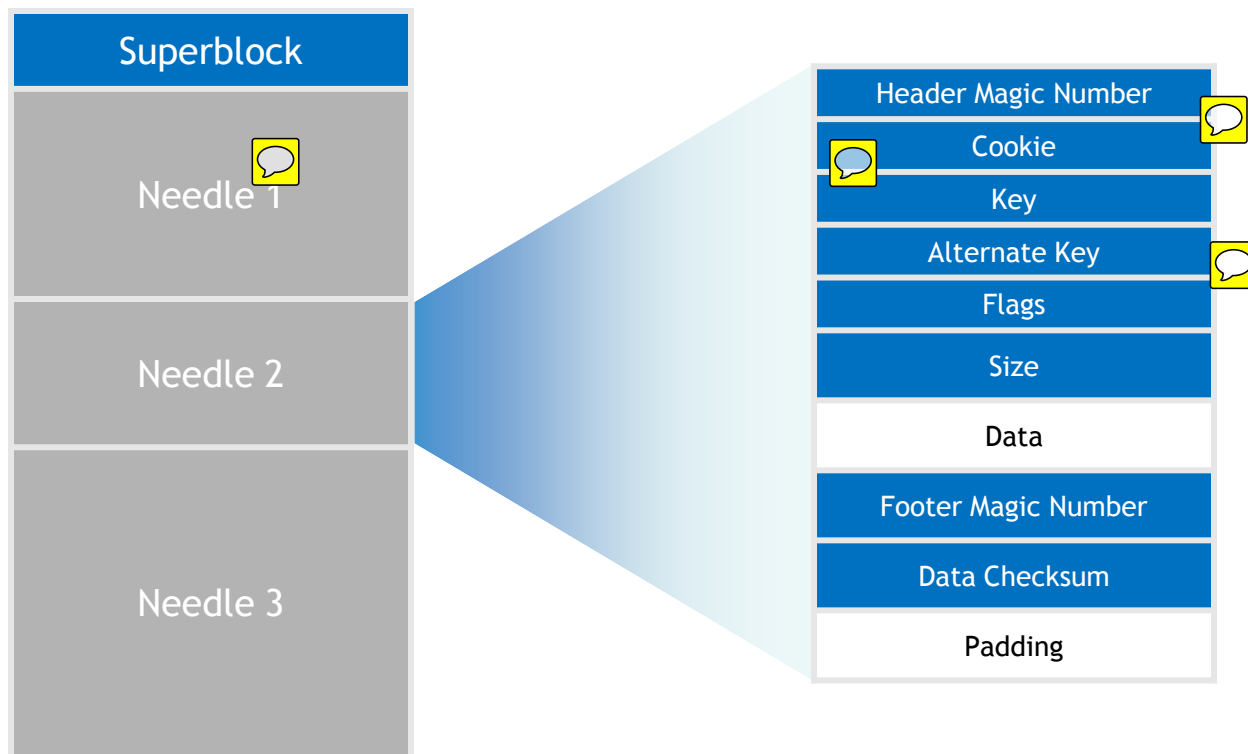 Superblock
Needle 1
Needle 2
Needle 3
Header Magic Number
Cookie
Key
Alternate Key
Flags
Size
Data
Footer Magic Number
Data Checksum
Padding